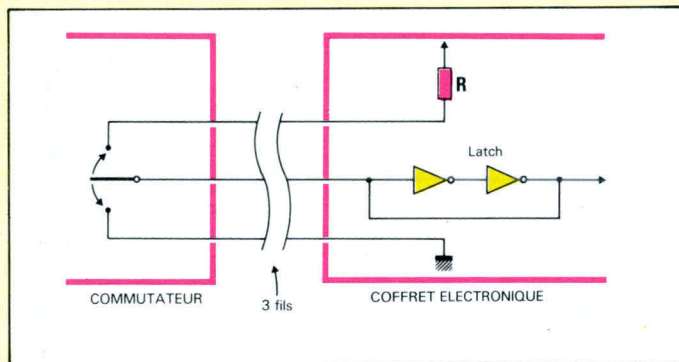 R
Latch
COMMUTATEUR
3 fils
COFFRET ELECTRONIQUE